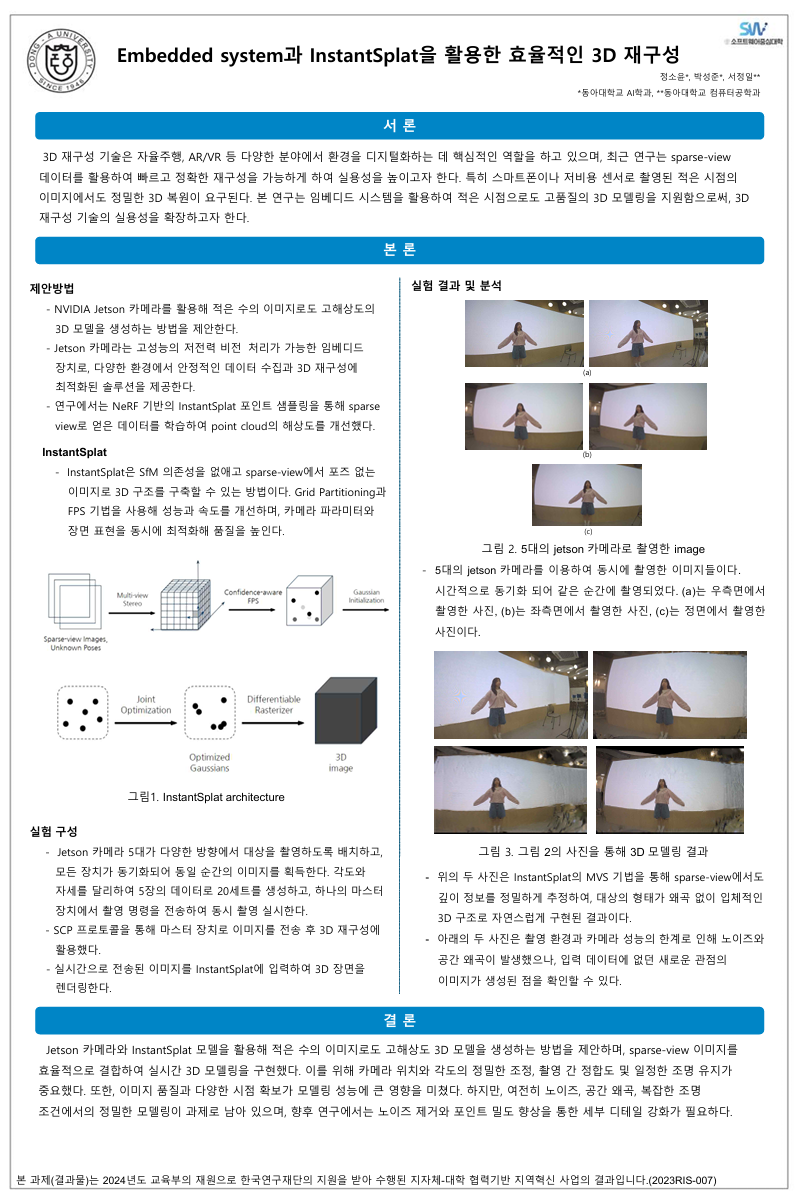 DONG-A UNIVERSITY
SINCE 1946
SW
소프트웨어중심대학
Embedded system과 InstantSplat을 활용한 효율적인 3D 재구성
정소윤*, 박성준*, 서정일**
*동아대학교 AI학과, **동아대학교 컴퓨터공학과
서 론
3D 재구성 기술은 자율주행, AR/VR 등 다양한 분야에서 환경을 디지털화하는 데 핵심적인 역할을 하고 있으며, 최근 연구는 sparse-view
데이터를 활용하여 빠르고 정확한 재구성을 가능하게 하여 실용성을 높이고자 한다. 특히 스마트폰이나 저비용 센서로 촬영된 적은 시점의
이미지에서도 정밀한 3D 복원이 요구된다. 본 연구는 임베디드 시스템을 활용하여 적은 시점으로도 고품질의 3D 모델링을 지원함으로써, 3D
재구성 기술의 실용성을 확장하고자 한다.
본 론
제안방법
- NVIDIA Jetson 카메라를 활용해 적은 수의 이미지로도 고해상도의
3D 모델을 생성하는 방법을 제안한다.
- Jetson 카메라는 고성능의 저전력 비전 처리가 가능한 임베디드
장치로, 다양한 환경에서 안정적인 데이터 수집과 3D 재구성에
최적화된 솔루션을 제공한다.
- 연구에서는 NeRF 기반의 InstantSplat 포인트 샘플링을 통해 sparse
view로 얻은 데이터를 학습하여 point cloud의 해상도를 개선했다.
InstantSplat
- InstantSplat은 SfM 의존성을 없애고 sparse-view에서 포즈 없는
이미지로 3D 구조를 구축할 수 있는 방법이다. Grid Partitioning과
FPS 기법을 사용해 성능과 속도를 개선하며, 카메라 파라미터와
장면 표현을 동시에 최적화해 품질을 높인다.
Multi-view
Stereo
Confidence-aware
FPS
Gaussian
Initialization
Sparse-view Images,
Unknown Poses
Joint
Optimization
Differentiable
Rasterizer
Optimized
Gaussians
3D
image
그림1. InstantSplat architecture
실험 구성
- Jetson 카메라 5대가 다양한 방향에서 대상을 촬영하도록 배치하고,
모든 장치가 동기화되어 동일 순간의 이미지를 획득한다. 각도와
자세를 달리하여 5장의 데이터로 20세트를 생성하고, 하나의 마스터
장치에서 촬영 명령을 전송하여 동시 촬영 실시한다.
- SCP 프로토콜을 통해 마스터 장치로 이미지를 전송 후 3D 재구성에
활용했다.
- 실시간으로 전송된 이미지를 InstantSplat에 입력하여 3D 장면을
렌더링한다.
실험 결과 및 분석
(a)
(b)
(c)
그림 2. 5대의 jetson 카메라로 촬영한 image
- 5대의 jetson 카메라를 이용하여 동시에 촬영한 이미지들이다.
시간적으로 동기화 되어 같은 순간에 촬영되었다. (a)는 우측면에서
촬영한 사진, (b)는 좌측면에서 촬영한 사진, (c)는 정면에서 촬영한
사진이다.
그림 3. 그림 2의 사진을 통해 3D 모델링 결과
- 위의 두 사진은 InstantSplat의 MVS 기법을 통해 sparse-view에서도
깊이 정보를 정밀하게 추정하여, 대상의 형태가 왜곡 없이 입체적인
3D 구조로 자연스럽게 구현된 결과이다.
- 아래의 두 사진은 촬영 환경과 카메라 성능의 한계로 인해 노이즈와
공간 왜곡이 발생했으나, 입력 데이터에 없던 새로운 관점의
이미지가 생성된 점을 확인할 수 있다.
결 론
Jetson 카메라와 InstantSplat 모델을 활용해 적은 수의 이미지로도 고해상도 3D 모델을 생성하는 방법을 제안하며, sparse-view 이미지를
효율적으로 결합하여 실시간 3D 모델링을 구현했다. 이를 위해 카메라 위치와 각도의 정밀한 조정, 촬영 간 정합도 및 일정한 조명 유지가
중요했다. 또한, 이미지 품질과 다양한 시점 확보가 모델링 성능에 큰 영향을 미쳤다. 하지만, 여전히 노이즈, 공간 왜곡, 복잡한 조명
조건에서의 정밀한 모델링이 과제로 남아 있으며, 향후 연구에서는 노이즈 제거와 포인트 밀도 향상을 통한 세부 디테일 강화가 필요하다.
본 과제(결과물)는 2024년도 교육부의 재원으로 한국연구재단의 지원을 받아 수행된 지자체-대학 협력기반 지역혁신 사업의 결과입니다.(2023RIS-007)